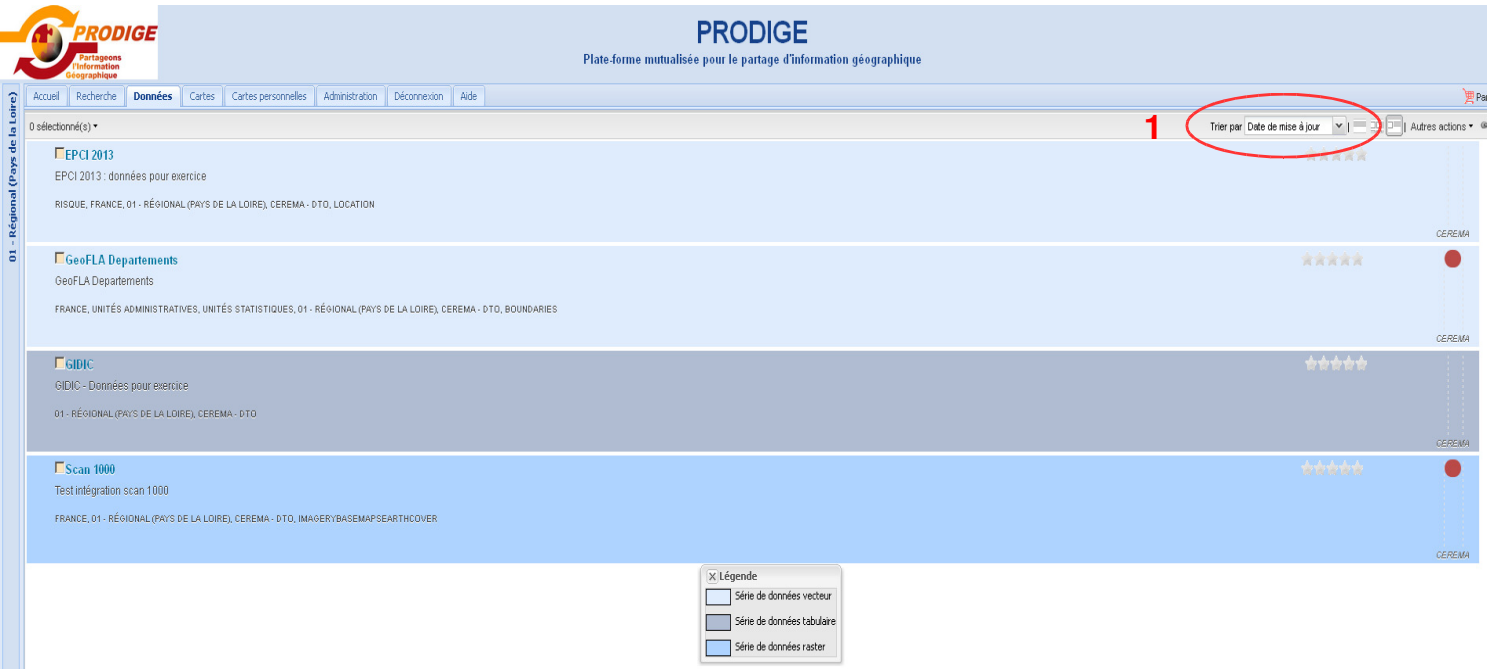 PRODIGE
Partageons
l'Information
Géographique
PRODIGE
Plate-forme mutualisée pour le partage d'information géographique
01 - Régional (Pays de la Loire)
Accueil Recherche Données Cartes Cartes personnelles Administration Déconnexion Aide
0 sélectionné(s)
1
Trier par Date de mise à jour | | Autres actions
EPCI 2013
EPCI 2013 : données pour exercice
RISQUE, FRANCE, 01 - RÉGIONAL (PAYS DE LA LOIRE), CEREMA - DTO, LOCATION
CEREMA
GeoFLA Departements
GeoFLA Departements
FRANCE, UNITÉS ADMINISTRATIVES, UNITÉS STATISTIQUES, 01 - RÉGIONAL (PAYS DE LA LOIRE), CEREMA - DTO, BOUNDARIES
CEREMA
GIDIC
GIDIC - Données pour exercice
01 - RÉGIONAL (PAYS DE LA LOIRE), CEREMA - DTO
CEREMA
Scan 1000
Test intégration scan 1000
FRANCE, 01 - RÉGIONAL (PAYS DE LA LOIRE), CEREMA - DTO, IMAGERYBASEMAPSEARTHCOVER
CEREMA
X Légende
Série de données vecteur
Série de données tabulaire
Série de données raster